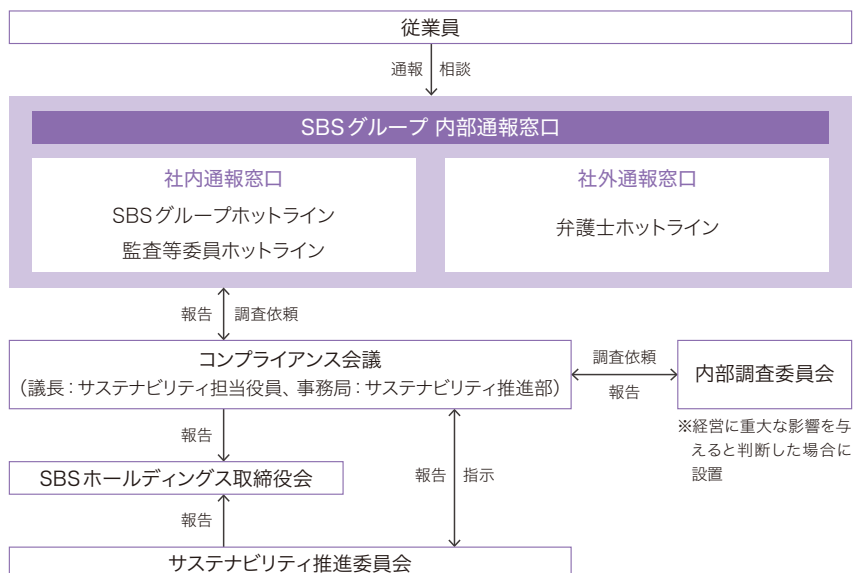 従業員
通報 相談
SBSグループ 内部通報窓口
社内通報窓口
SBSグループホットライン
監査等委員ホットライン
社外通報窓口
弁護士ホットライン
報告 調査依頼
コンプライアンス会議
（議長：サステナビリティ担当役員、事務局：サステナビリティ推進部）
調査依頼
報告
内部調査委員会
※経営に重大な影響を与
えると判断した場合に
設置
報告
SBSホールディングス取締役会
報告 指示
報告
サステナビリティ推進委員会